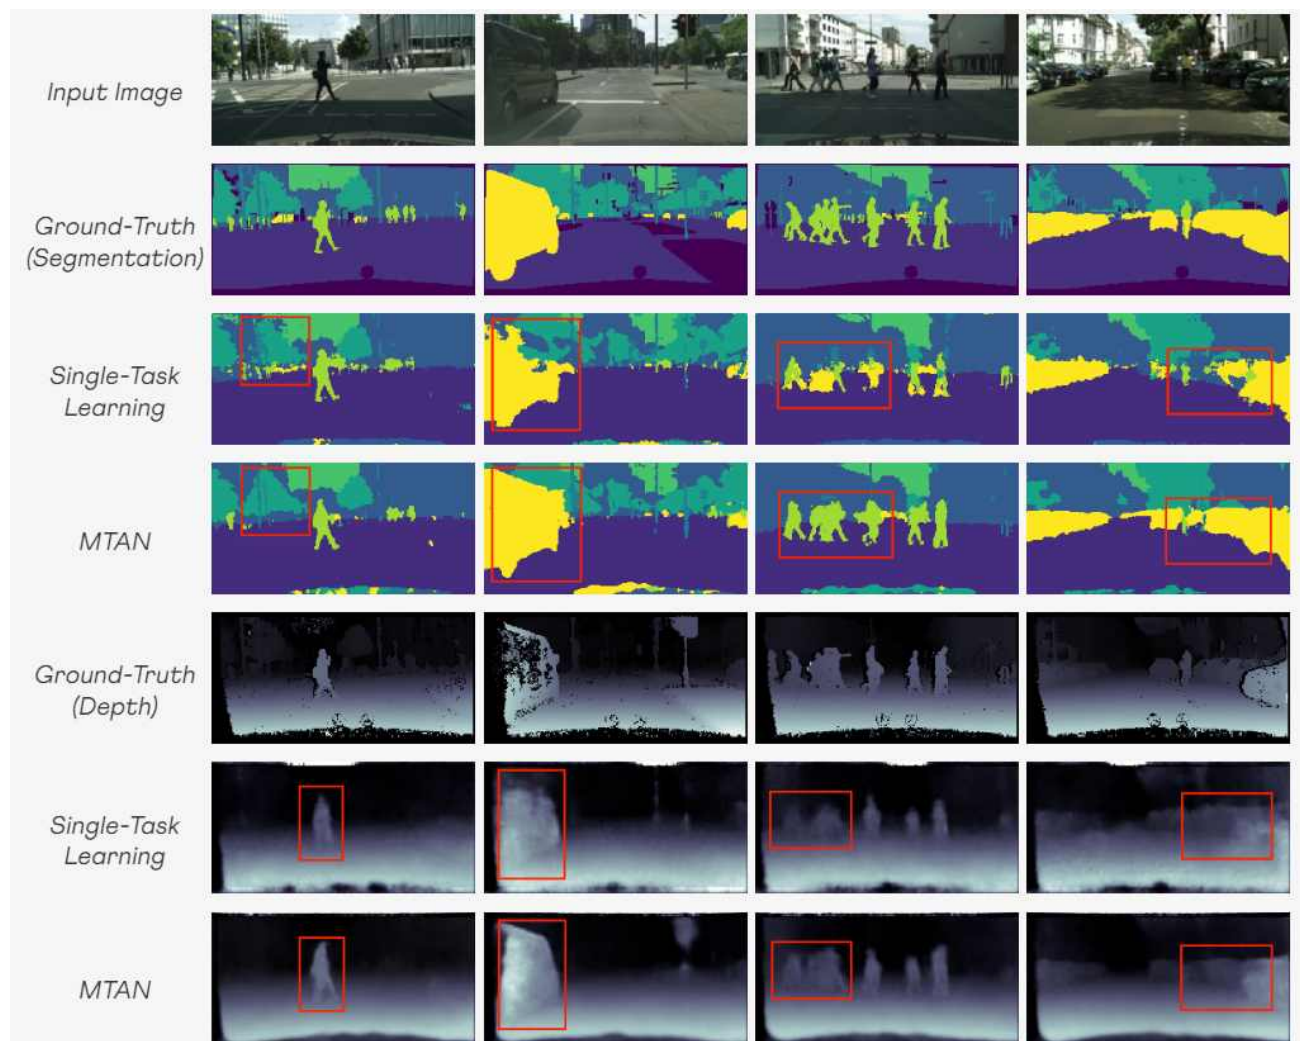 Input Image
Ground-Truth
(Segmentation)
Single-Task
Learning
MTAN
Ground-Truth
(Depth)
Single-Task
Learning
MTAN